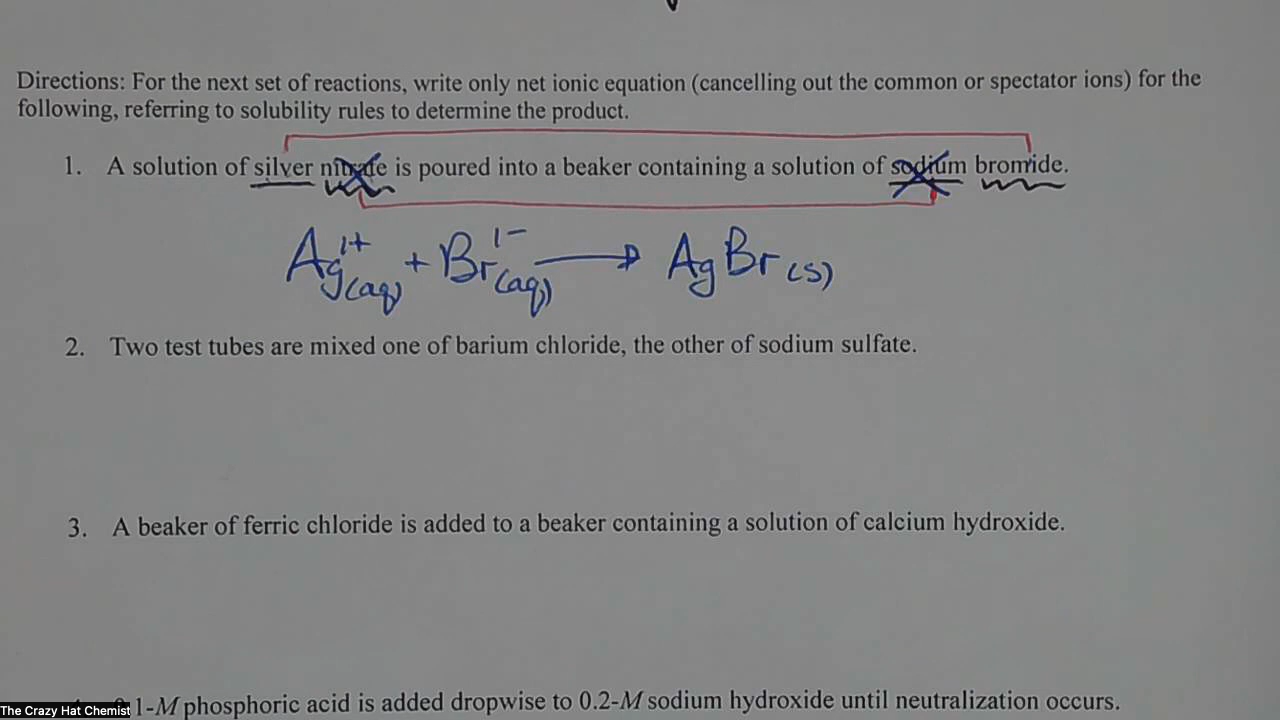 Directions: For the next set of reactions, write only net ionic equation (cancelling out the common or spectator ions) for the
following, referring to solubility rules to determine the product.
1. A solution of silver nitrate is poured into a beaker containing a solution of sodium bromide.
Ag¹⁺(aq) + Br¹⁻(aq) → AgBr(s)
2. Two test tubes are mixed one of barium chloride, the other of sodium sulfate.
3. A beaker of ferric chloride is added to a beaker containing a solution of calcium hydroxide.
1-M phosphoric acid is added dropwise to 0.2-M sodium hydroxide until neutralization occurs.
The Crazy Hat Chemist